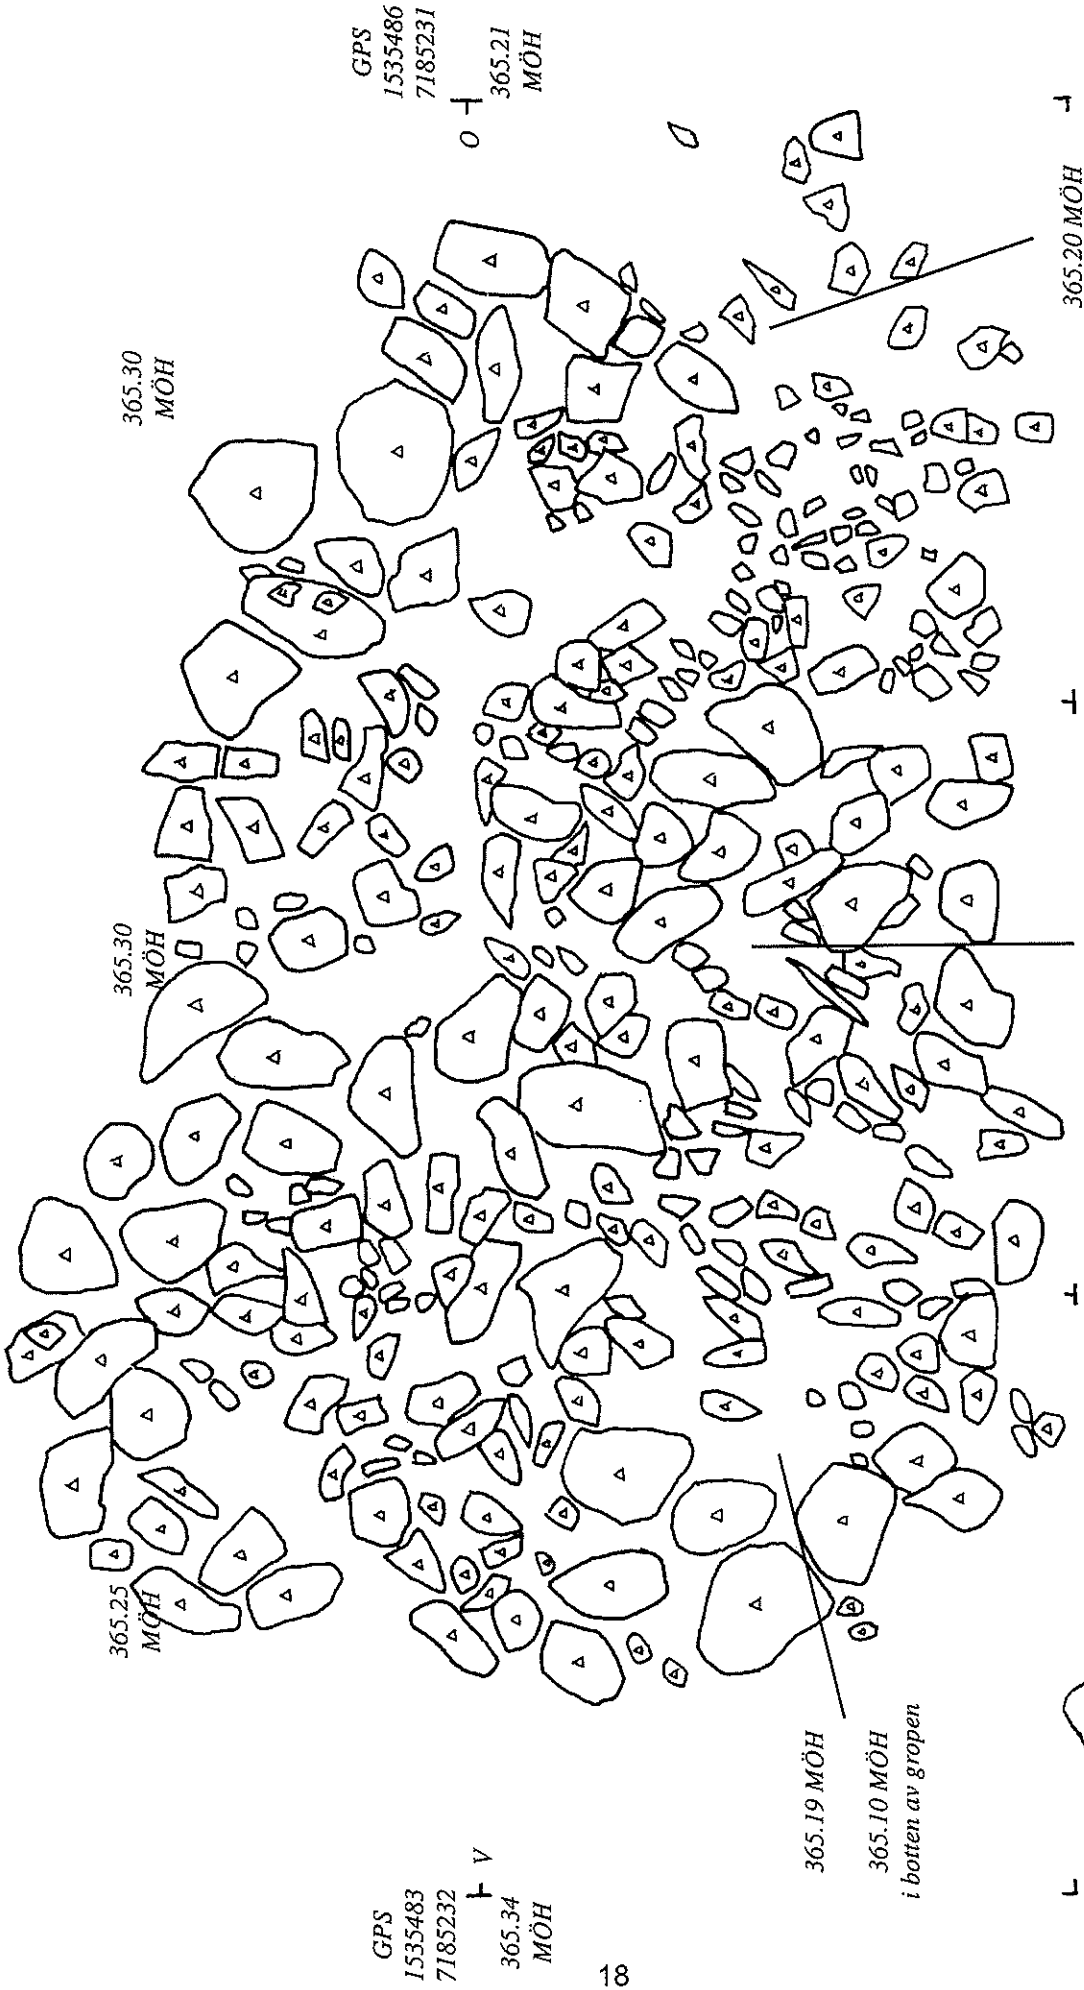 GPS
1535486
7185231
O
365.21
MÖH
365.30
MÖH
365.20 MÖH
365.30
MÖH
365.25
MÖH
365.19 MÖH
365.10 MÖH
i botten av gropen
GPS
1535483
7185232
V
365.34
MÖH
18